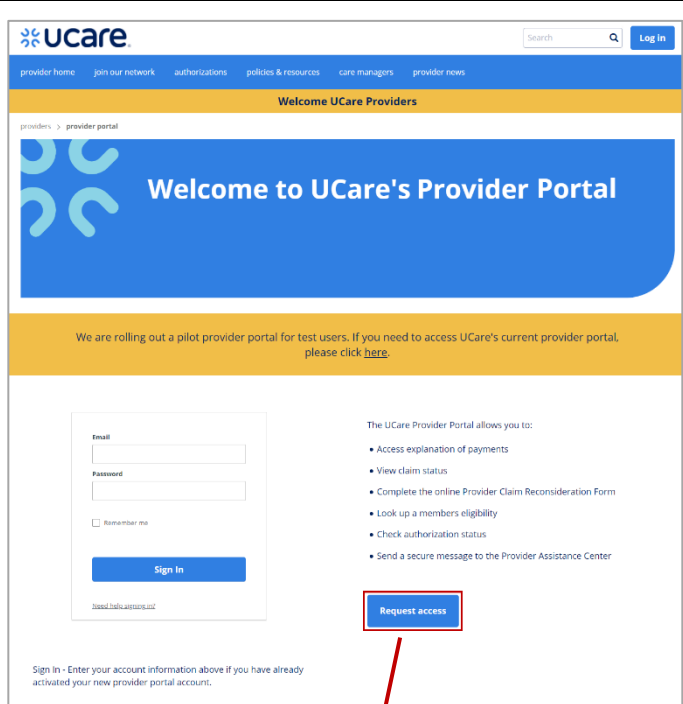 ucare.
Search
Log in
provider home join our network authorizations policies & resources care managers provider news
Welcome UCare Providers
providers > provider portal
Welcome to UCare's Provider Portal
We are rolling out a pilot provider portal for test users. If you need to access UCare's current provider portal,
please click here.
Email
Password
Remember me
Sign In
Need help signing in?
The UCare Provider Portal allows you to:
• Access explanation of payments
• View claim status
• Complete the online Provider Claim Reconsideration Form
• Look up a members eligibility
• Check authorization status
• Send a secure message to the Provider Assistance Center
Request access
Sign In - Enter your account information above if you have already
activated your new provider portal account.